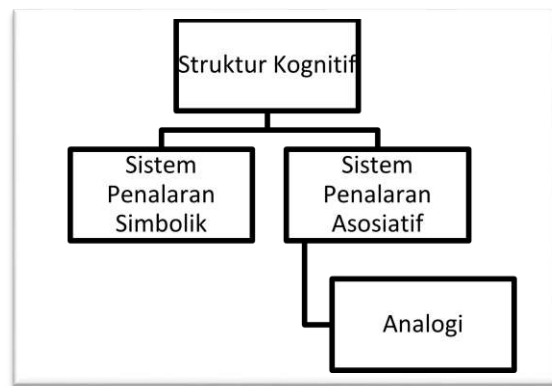 Struktur Kognitif
Sistem
Penalaran
Simbolik
Sistem
Penalaran
Asosiatif
Analogi